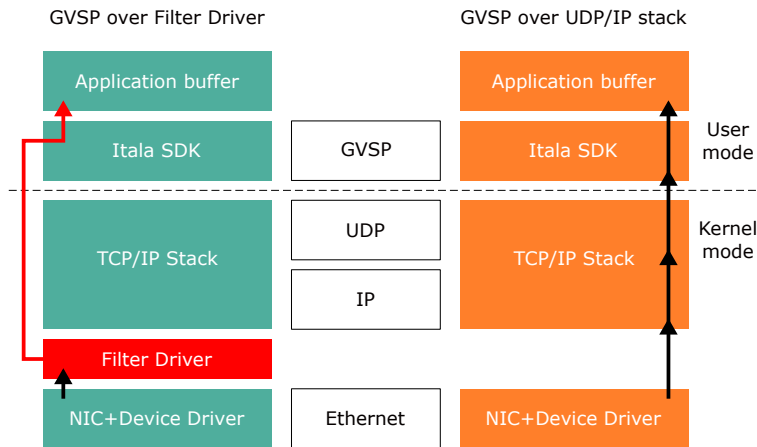 GVSP over Filter Driver
GVSP over UDP/IP stack
Application buffer
Application buffer
Itala SDK
GVSP
Itala SDK
User
mode
TCP/IP Stack
UDP
IP
TCP/IP Stack
Kernel
mode
Filter Driver
NIC+Device Driver
Ethernet
NIC+Device Driver